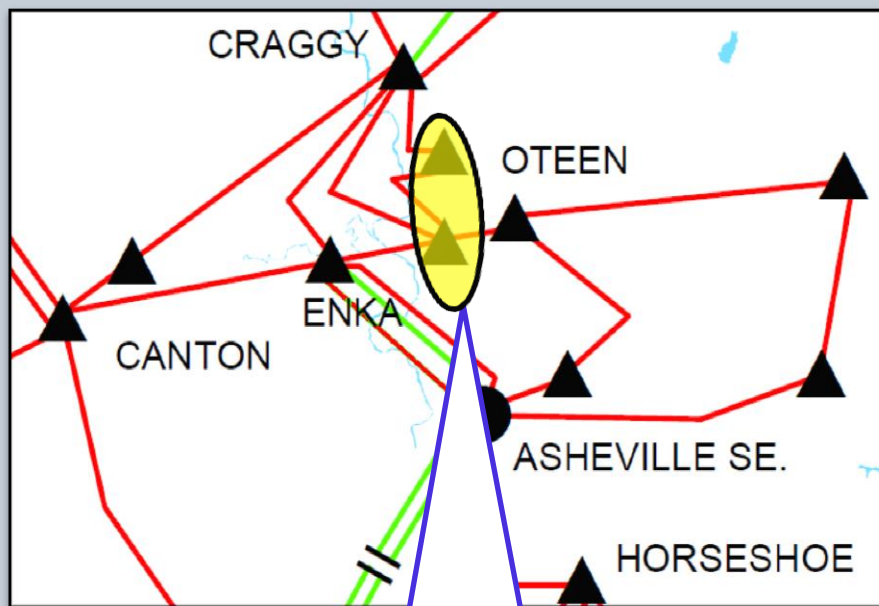 CRAGGY
OTEEN
ENKA
CANTON
ASHEVILLE SE.
HORSESHOE